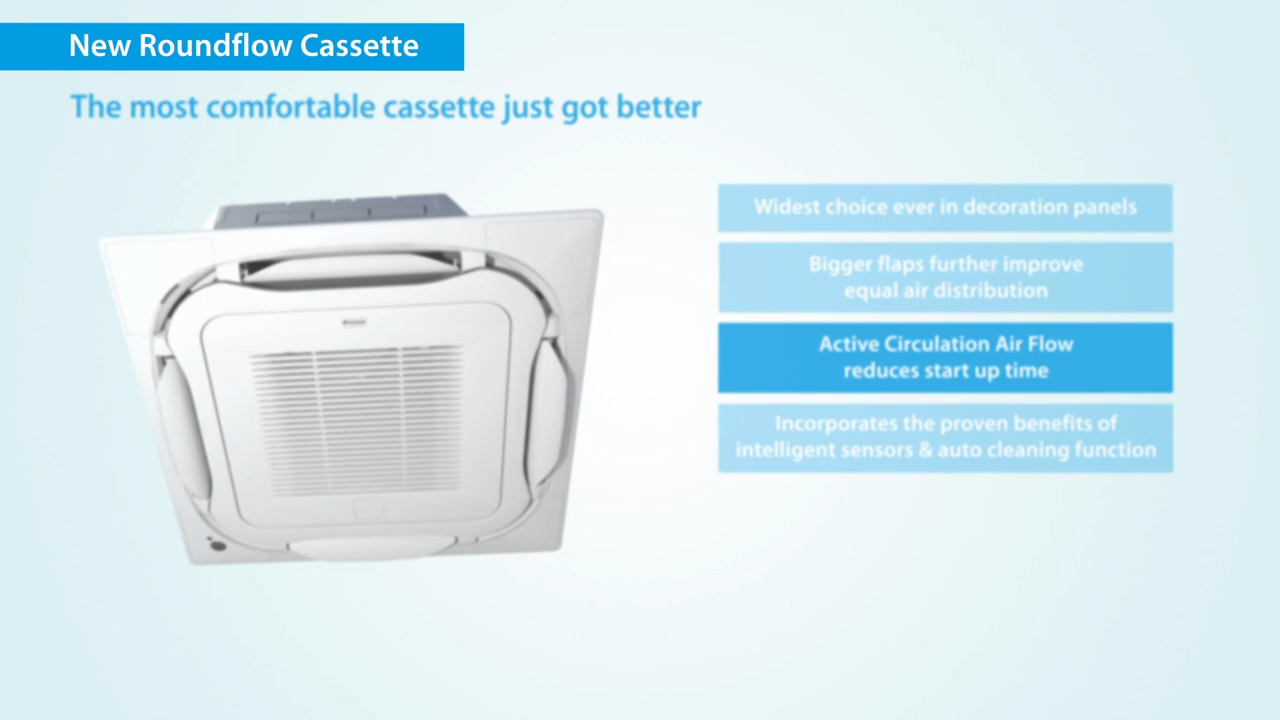 New Roundflow Cassette
The most comfortable cassette just got better
Widest choice ever in decoration panels
Bigger flaps further improve
equal air distribution
Active Circulation Air Flow
reduces start up time
Incorporates the proven benefits of
intelligent sensors & auto cleaning function